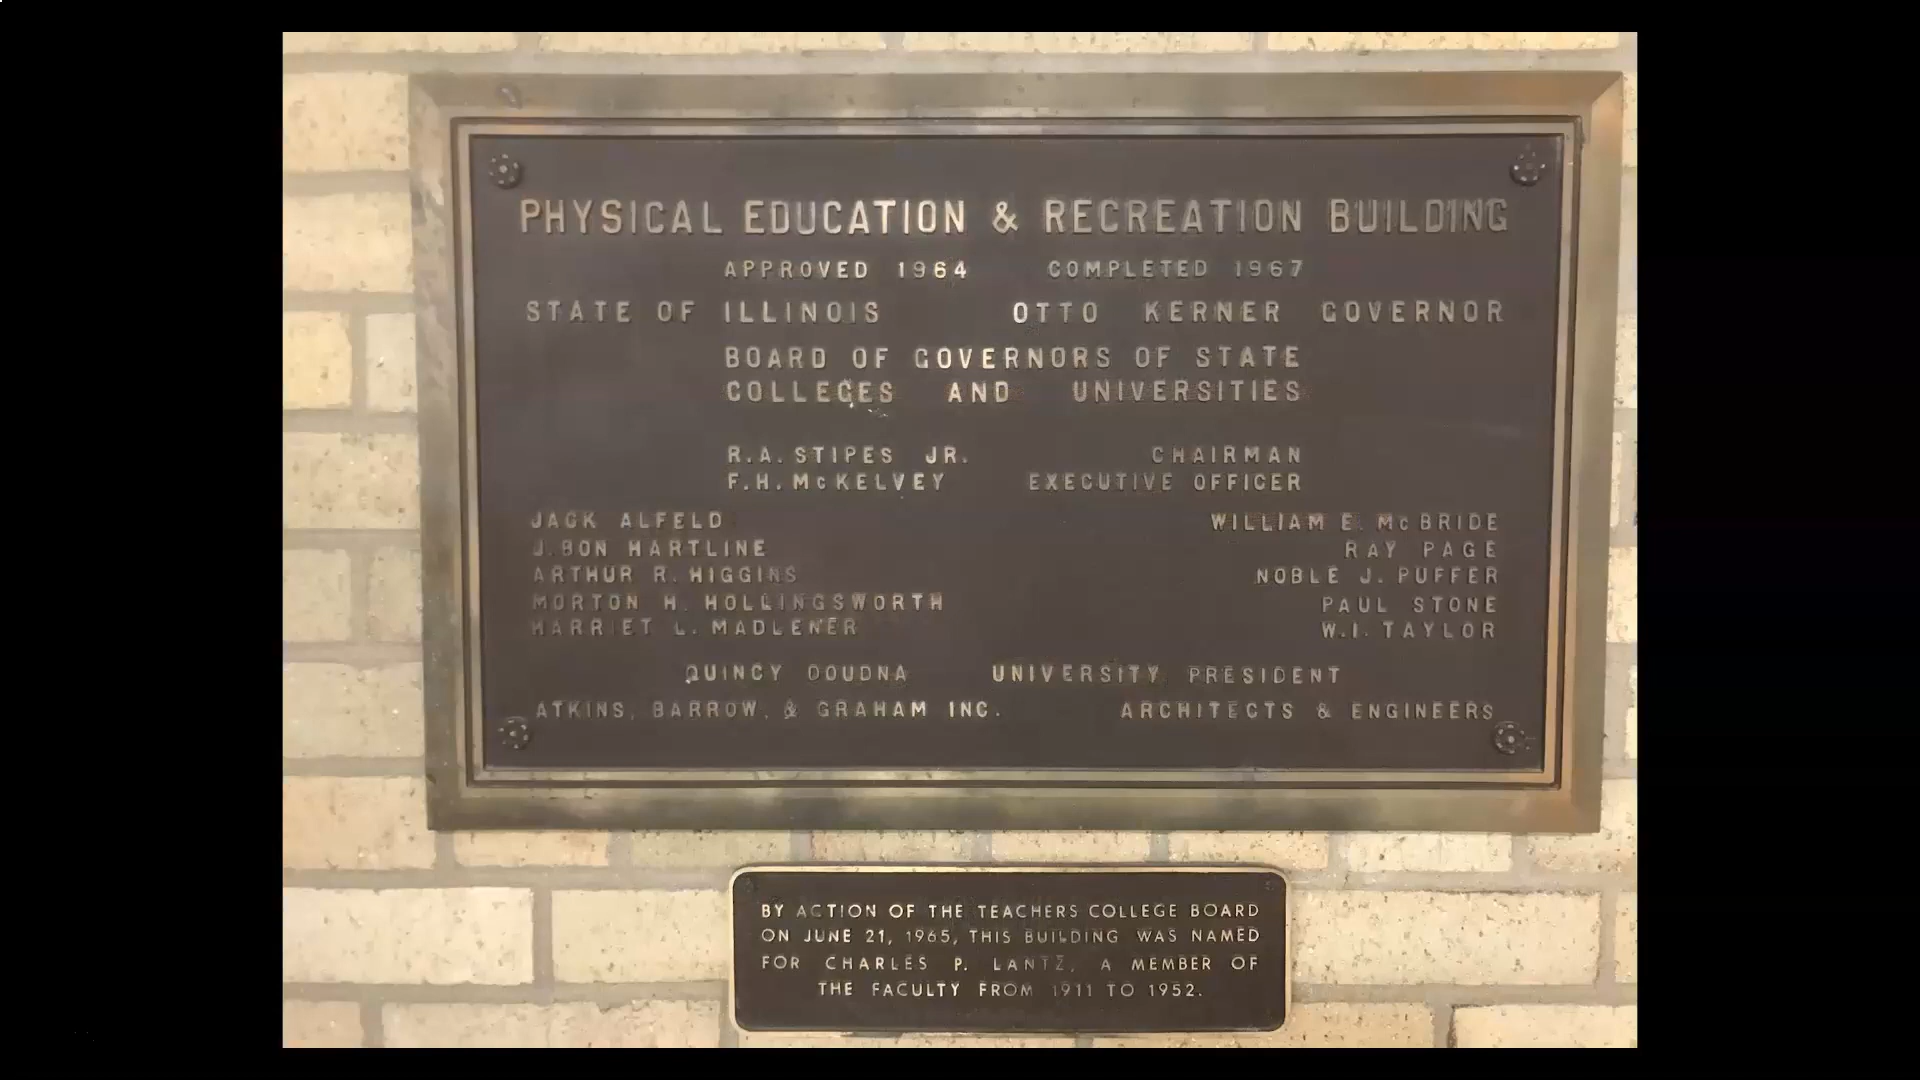 PHYSICAL EDUCATION & RECREATION BUILDING
APPROVED 1964 COMPLETED 1967
STATE OF ILLINOIS OTTO KERNER GOVERNOR
BOARD OF GOVERNORS OF STATE
COLLEGES AND UNIVERSITIES
R.A. STIPES JR. CHAIRMAN
F.H. McKELVEY EXECUTIVE OFFICER
JACK ALFELD WILLIAM E. McBRIDE
J. BON HARTLINE RAY PAGE
ARTHUR R. HIGGINS NOBLE J. PUFFER
MORTON H. HOLLINGSWORTH PAUL STONE
HARRIET L. MADLENER W.I. TAYLOR
QUINCY DOUDNA UNIVERSITY PRESIDENT
ATKINS, BARROW, & GRAHAM INC. ARCHITECTS & ENGINEERS
BY ACTION OF THE TEACHERS COLLEGE BOARD
ON JUNE 21, 1965, THIS BUILDING WAS NAMED
FOR CHARLES P. LANTZ, A MEMBER OF
THE FACULTY FROM 1911 TO 1952.